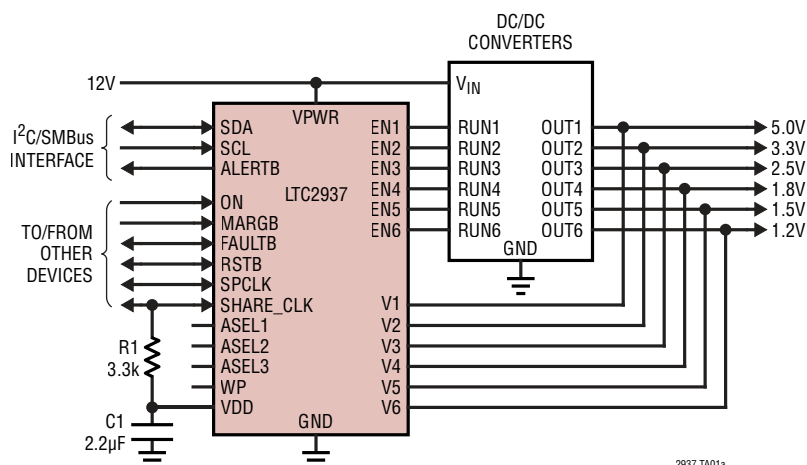 DC/DC
CONVERTERS
12V
VIN
VPWR
I2C/SMBus
INTERFACE
SDA
SCL
ALERTB
EN1
EN2
EN3
EN4
EN5
EN6
RUN1
RUN2
RUN3
RUN4
RUN5
RUN6
OUT1
OUT2
OUT3
OUT4
OUT5
OUT6
5.0V
3.3V
2.5V
1.8V
1.5V
1.2V
LTC2937
TO/FROM
OTHER
DEVICES
ON
MARGB
FAULTB
RSTB
SPCLK
SHARE_CLK
GND
ASEL1
ASEL2
ASEL3
WP
VDD
V1
V2
V3
V4
V5
V6
R1
3.3k
C1
2.2µF
GND
2937 TA01a